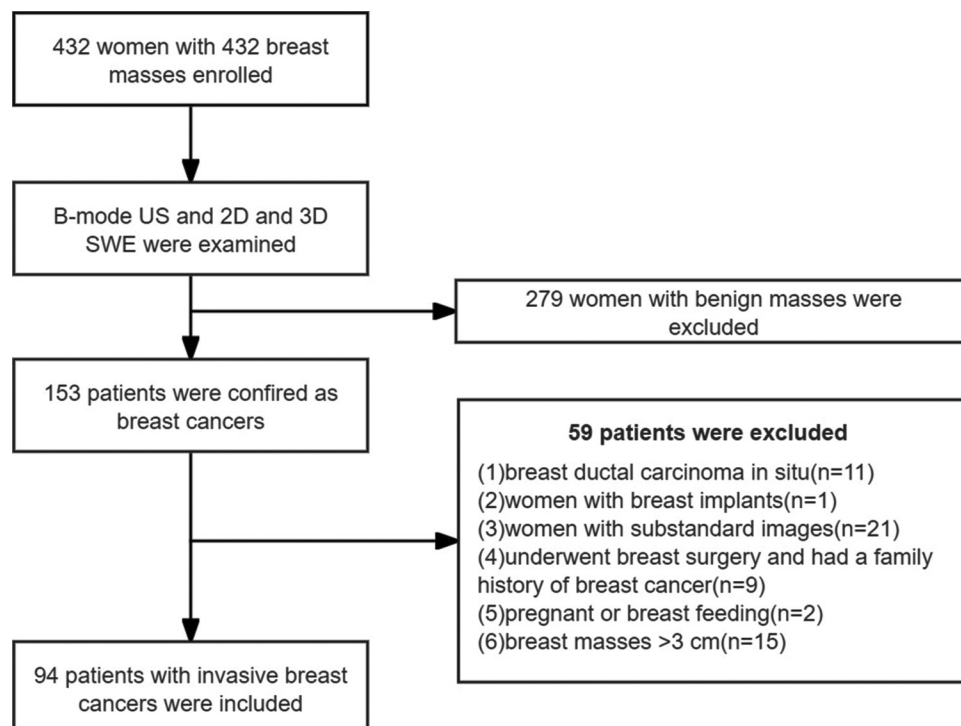 432 women with 432 breast
masses enrolled
B-mode US and 2D and 3D
SWE were examined
279 women with benign masses were
excluded
153 patients were confired as
breast cancers
59 patients were excluded
(1)breast ductal carcinoma in situ(n=11)
(2)women with breast implants(n=1)
(3)women with substandard images(n=21)
(4)underwent breast surgery and had a family
history of breast cancer(n=9)
(5)pregnant or breast feeding(n=2)
(6)breast masses >3 cm(n=15)
94 patients with invasive breast
cancers were included